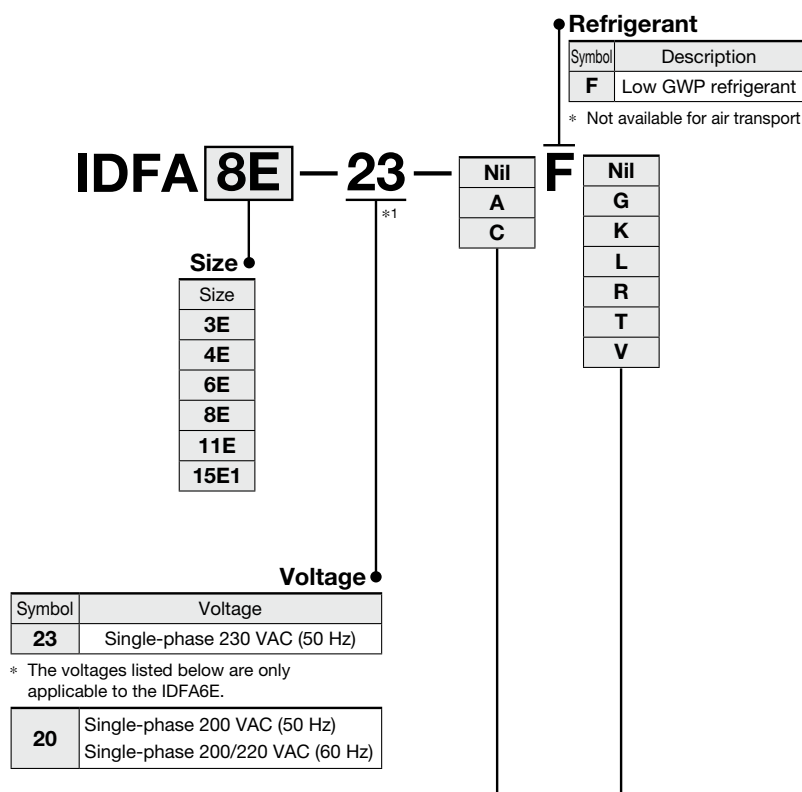 Refrigerant
Symbol Description
F Low GWP refrigerant
* Not available for air transport
IDFA 8E — 23 — Nil F Nil
*1
A
C
G
K
L
R
T
V
Size
Size
3E
4E
6E
8E
11E
15E1
Voltage
Symbol Voltage
23 Single-phase 230 VAC (50 Hz)
* The voltages listed below are only
applicable to the IDFA6E.
20 Single-phase 200 VAC (50 Hz)
Single-phase 200/220 VAC (60 Hz)